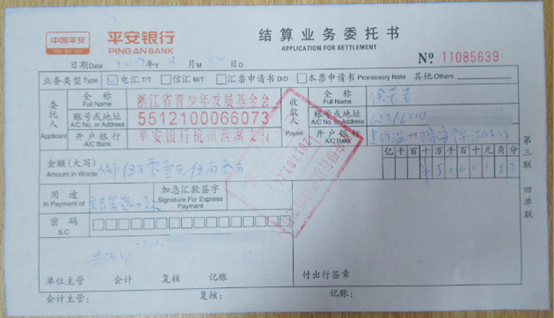 中国平安
平安银行
PING AN BANK
结算业务委托书
APPLICATION FOR SETTLEMENT
日期Date 年Y 月M 日D
№ 11085639
业务类型Type 电汇T/T 信汇M/T 汇票申请书D/D 本票申请书Promissory Note 其他Others
委托人 Applicant
全称 Full Name 浙江省青少年发展基金会
账号或地址 A/C No. or Address 5512100066073
开户银行 A/C Bank 平安银行杭州西湖支行
收款人 Payee
全称 Full Name
账号或地址 A/C No. or Address
开户银行 A/C Bank
金额(大写) Amount in Words
亿千百十万千百十元角分
用途 In Payment of
加急汇款签字 Signature For Express Payment
密码 S.C
第三联 回单联
单位主管 会计 复核 记账
付出行签章
会计主管: 复核: 记账: